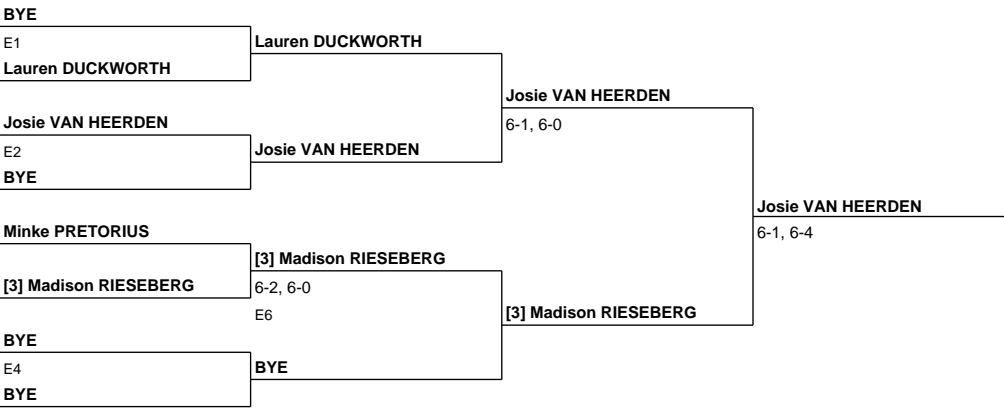 BYE
E1
Lauren DUCKWORTH
Lauren DUCKWORTH
Josie VAN HEERDEN
6-1, 6-0
Josie VAN HEERDEN
E2
BYE
Josie VAN HEERDEN
Josie VAN HEERDEN
6-1, 6-4
Minke PRETORIUS
[3] Madison RIESEBERG
[3] Madison RIESEBERG
6-2, 6-0
E6
[3] Madison RIESEBERG
BYE
E4
BYE
BYE